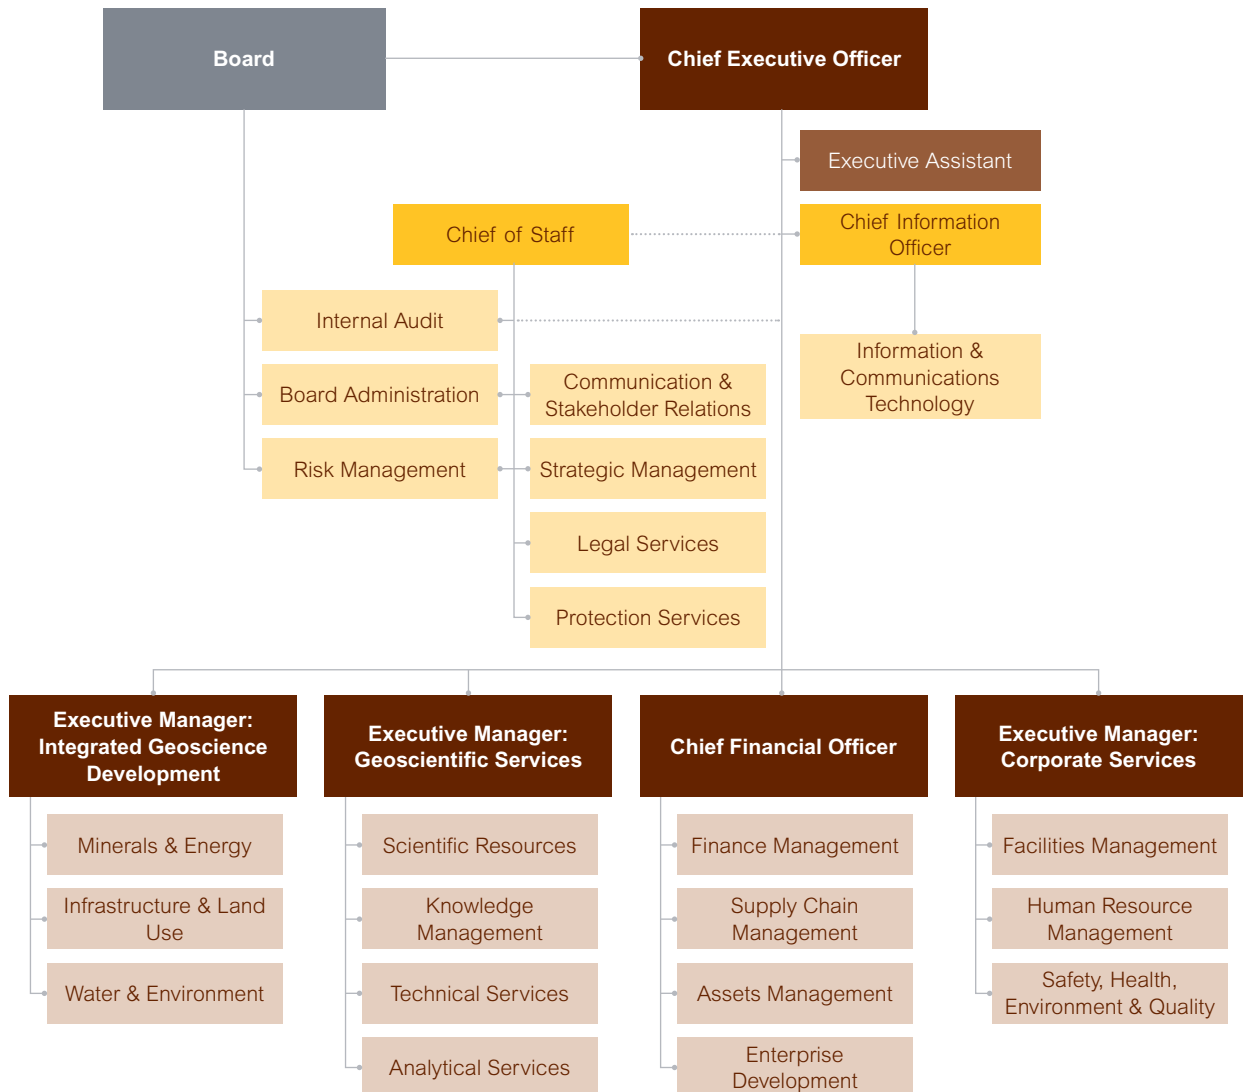 Board
Chief Executive Officer
Executive Assistant
Chief of Staff
Chief Information
Officer
Internal Audit
Information &
Communications
Technology
Board Administration
Communication &
Stakeholder Relations
Risk Management
Strategic Management
Legal Services
Protection Services
Executive Manager:
Integrated Geoscience
Development
Executive Manager:
Geoscientific Services
Chief Financial Officer
Executive Manager:
Corporate Services
Minerals & Energy
Infrastructure & Land
Use
Water & Environment
Scientific Resources
Knowledge
Management
Technical Services
Analytical Services
Finance Management
Supply Chain
Management
Assets Management
Enterprise
Development
Facilities Management
Human Resource
Management
Safety, Health,
Environment & Quality